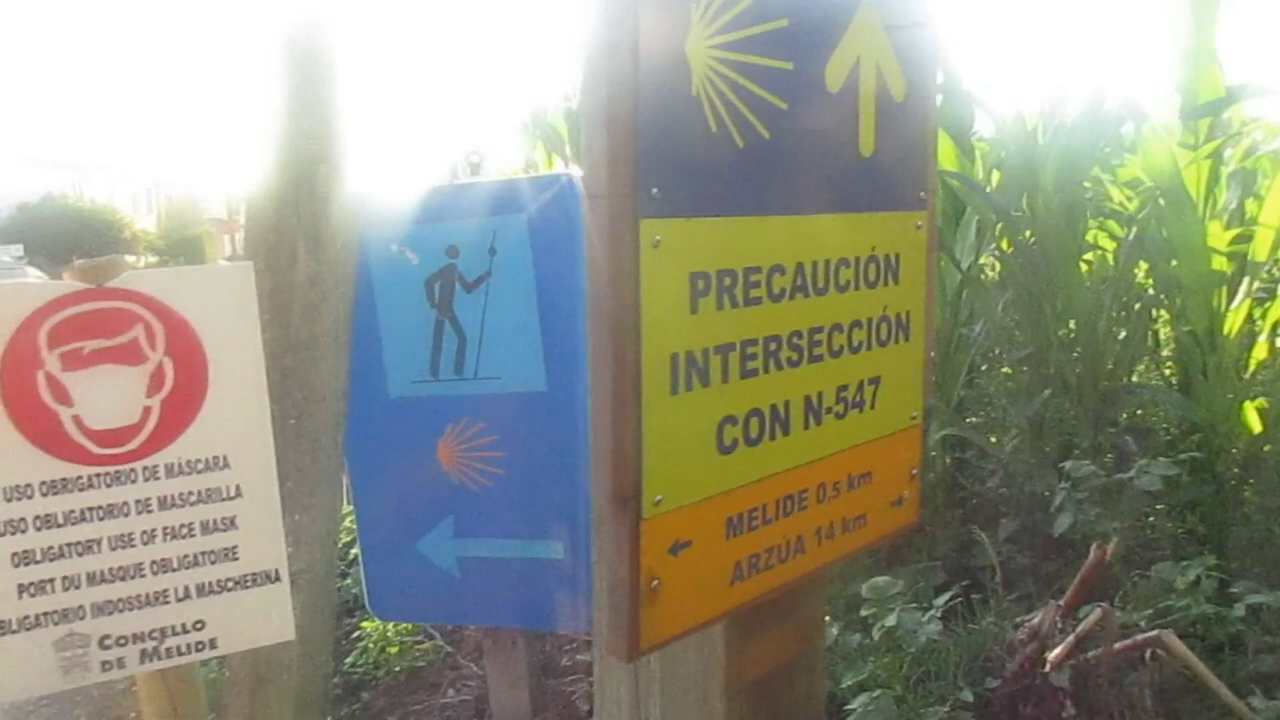 USO OBRIGATORIO DE MÁSCARA
USO OBLIGATORIO DE MASCARILLA
OBLIGATORY USE OF FACE MASK
PORT DU MASQUE OBLIGATOIRE
OBLIGATORIO INDOSSARE LA MASCHERINA
CONCELLO
DE MELIDE
PRECAUCIÓN
INTERSECCIÓN
CON N-547
MELIDE 0,5 km
ARZÚA 14 km